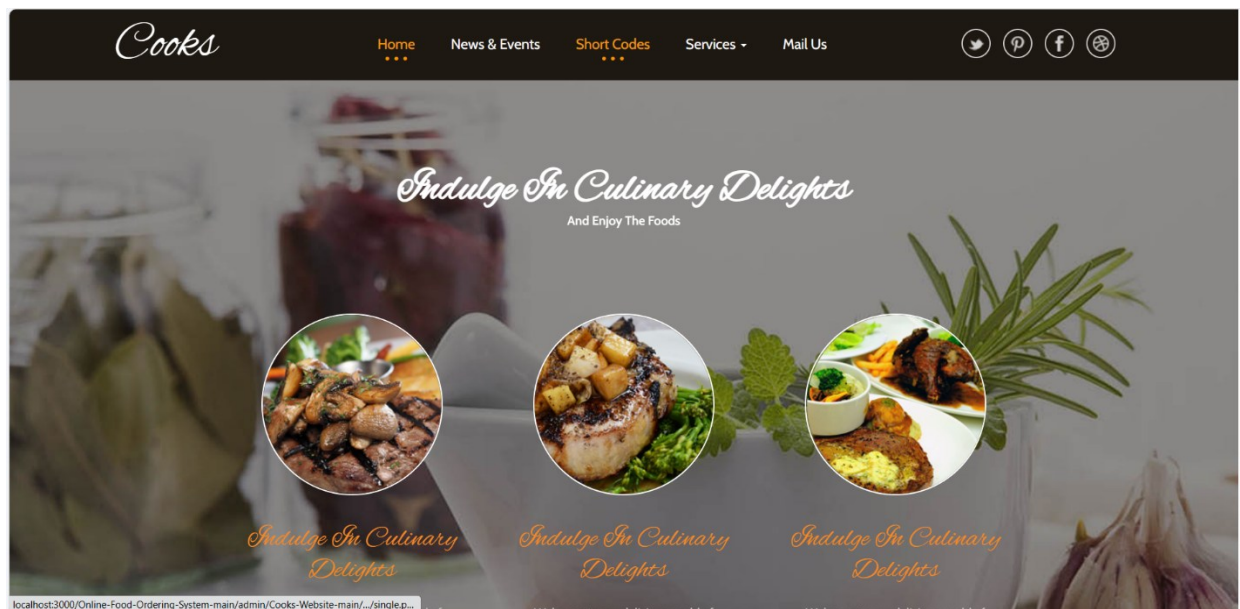 Cooks
Home News & Events Short Codes Services Mail Us
Indulge In Culinary Delights
And Enjoy The Foods
Indulge In Culinary Delights
Indulge In Culinary Delights
Indulge In Culinary Delights
localhost:3000/Online-Food-Ordering-System-main/admin/Cooks-Website-main/.../single.p...